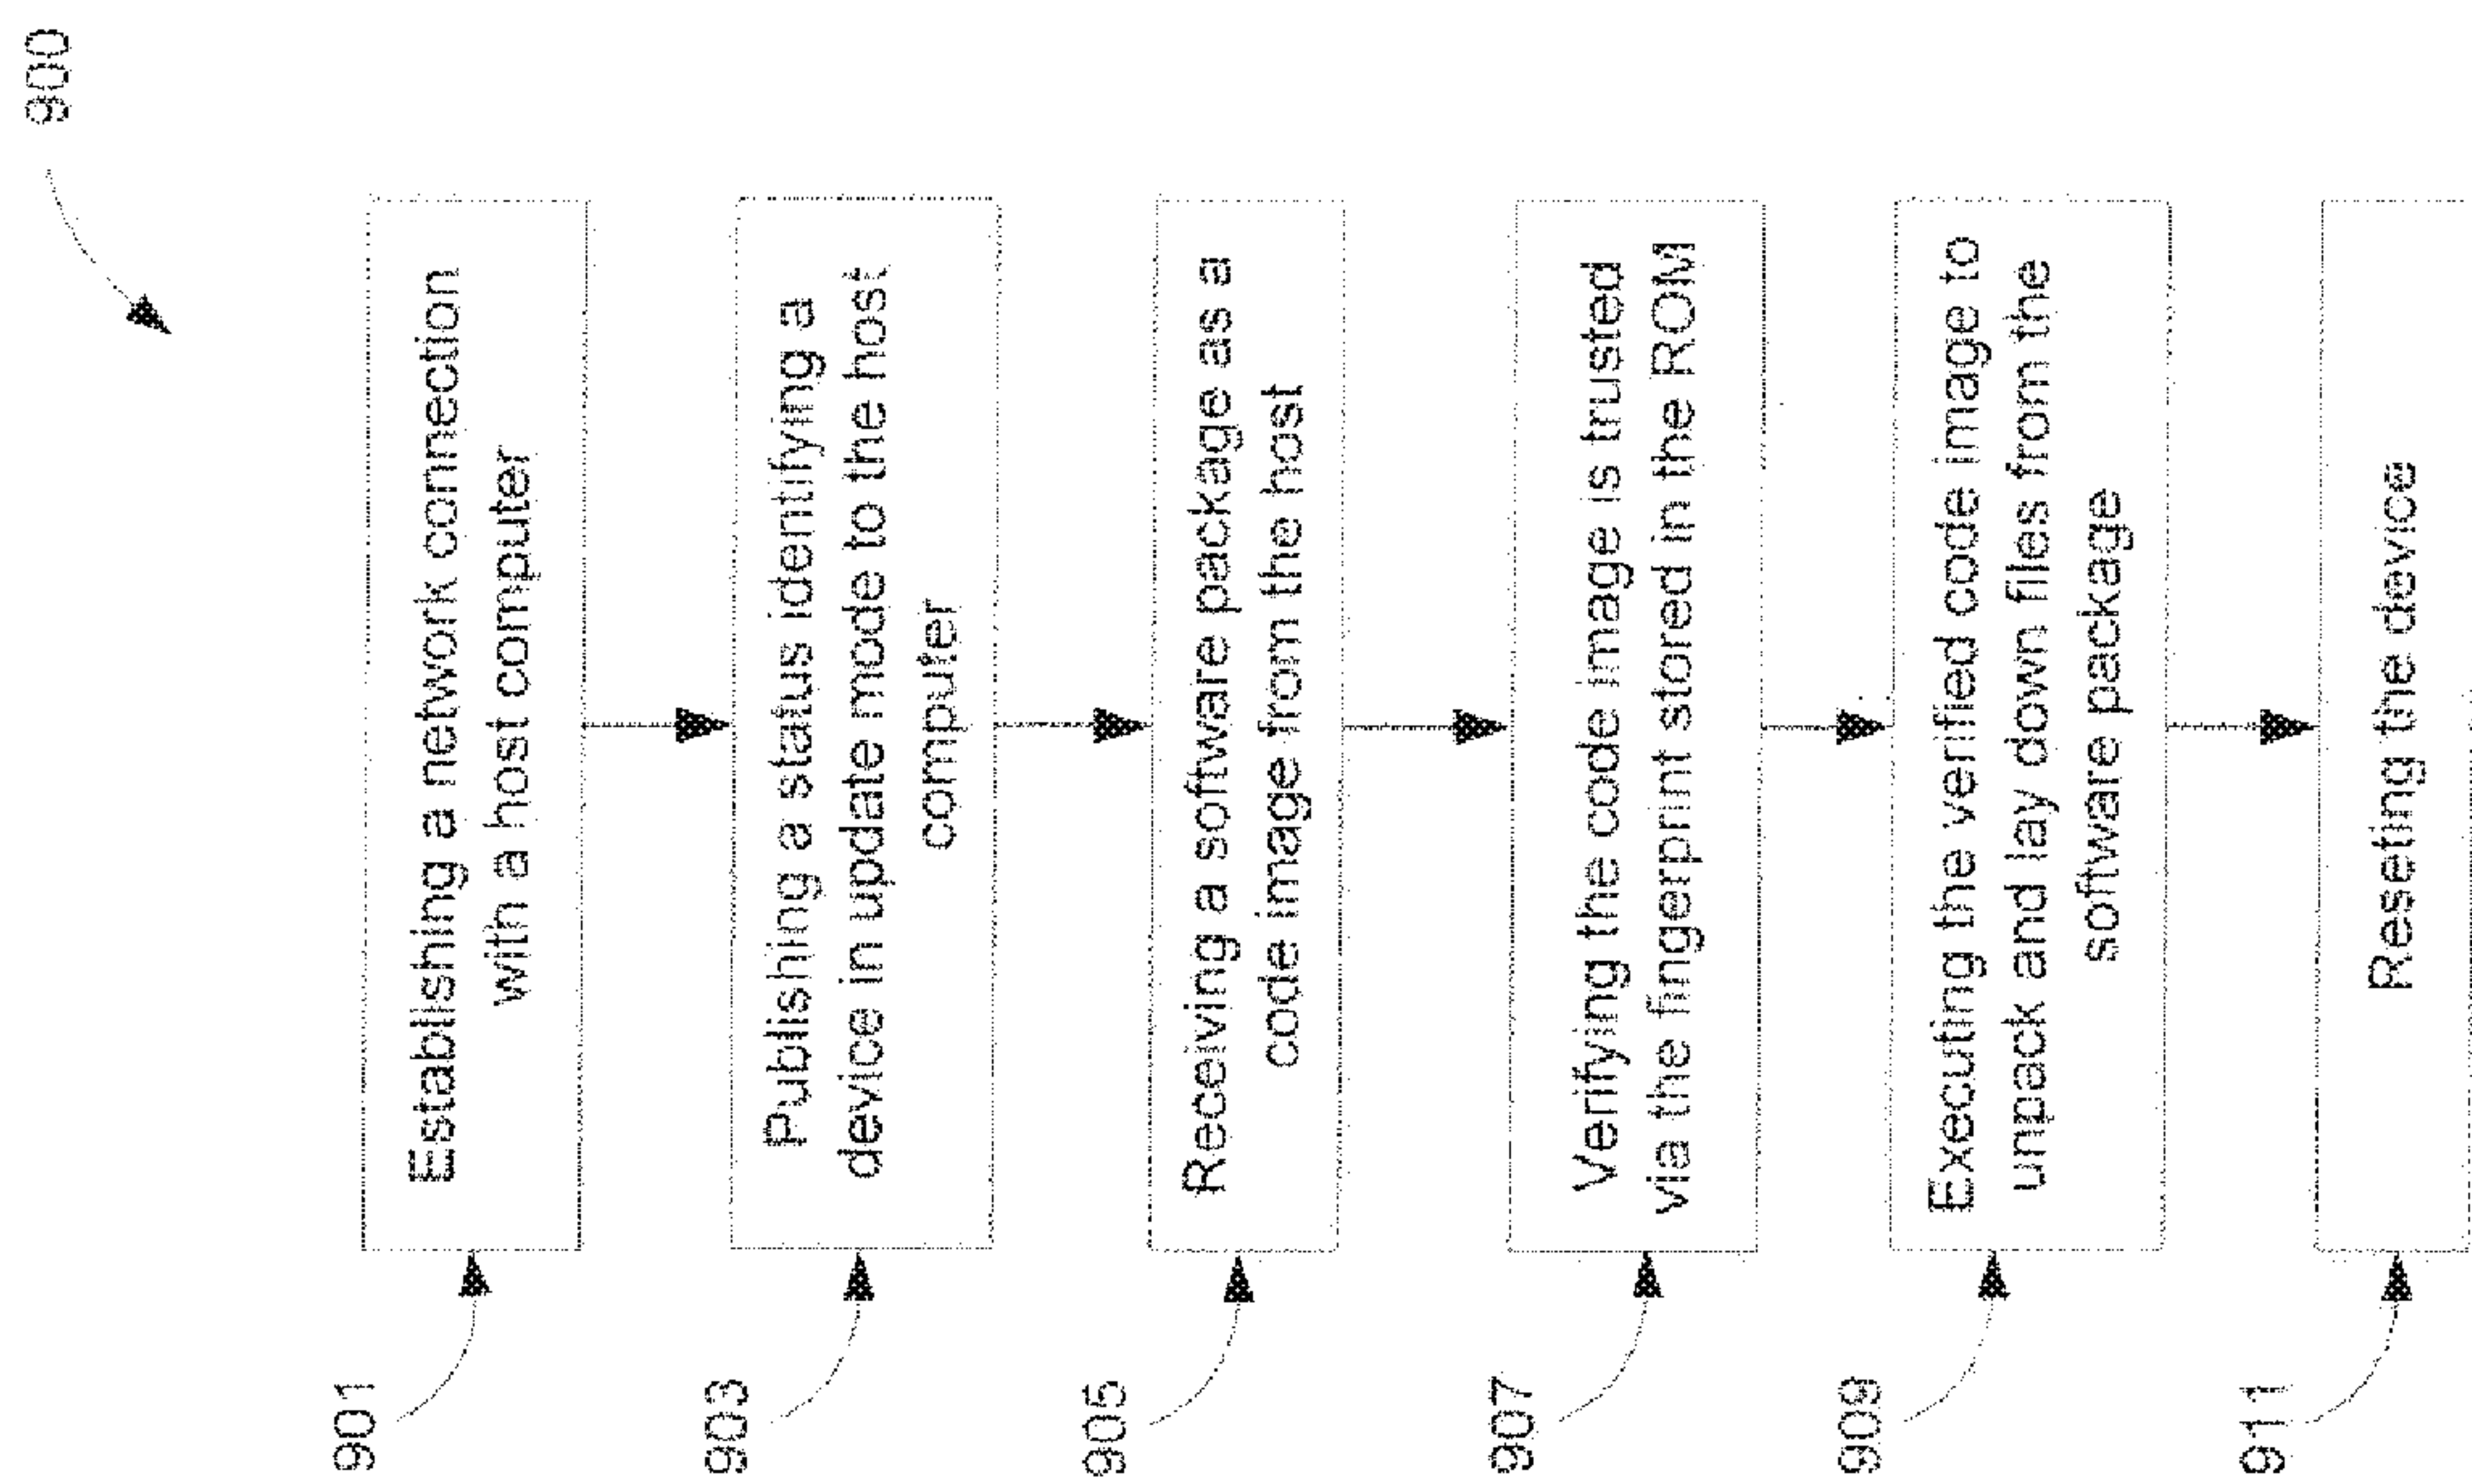 900
901
Establishing a network connection
with a host computer
903
Publishing a status identifying a
device in update mode to the host
computer
905
Receiving a software package as a
code image from the host
907
Verifying the code image is trusted
via the fingerprint stored in the ROM
909
Executing the verified code image to
unpack and lay down files from the
software package
911
Reseting the device